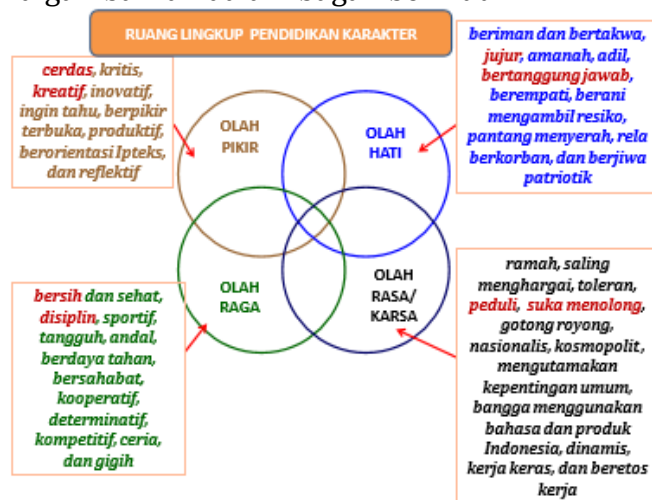 RUANG LINGKUP PENDIDIKAN KARAKTER
cerdas, kritis,
kreatif, inovatif,
ingin tahu, berpikir
terbuka, produktif,
berorientasi Ipteks,
dan reflektif
OLAH
PIKIR
OLAH
HATI
beriman dan bertakwa,
jujur, amanah, adil,
bertanggung jawab,
berempati, berani
mengambil resiko,
pantang menyerah, rela
berkorban, dan berjiwa
patriotik
bersih dan sehat,
disiplin, sportif,
tangguh, andal,
berdaya tahan,
bersahabat,
kooperatif,
determinatif,
kompetitif, ceria,
dan gigih
OLAH
RAGA
OLAH
RASA/
KARSA
ramah, saling
menghargai, toleran,
peduli, suka menolong,
gotong royong,
nasionalis, kosmopolit,
mengutamakan
kepentingan umum,
bangga menggunakan
bahasa dan produk
Indonesia, dinamis,
kerja keras, dan beretos
kerja